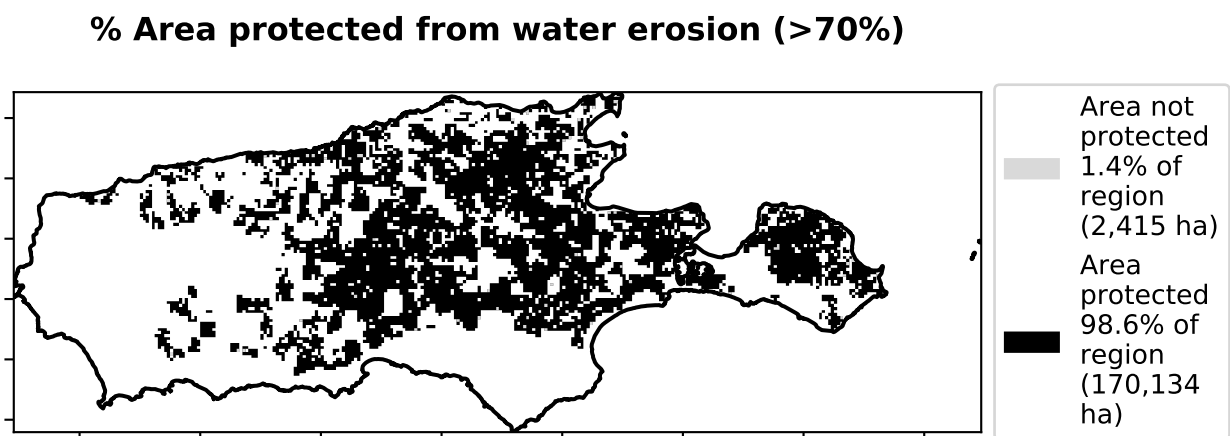 % Area protected from water erosion (>70%)
Area not
protected
1.4% of
region
(2,415 ha)
Area
protected
98.6% of
region
(170,134
ha)